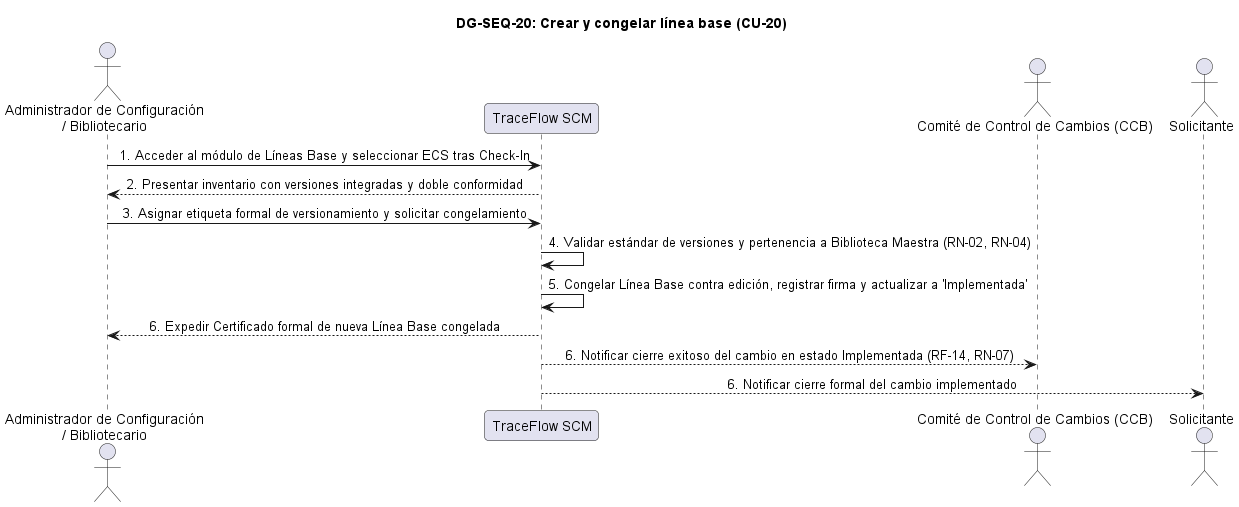 DG-SEQ-20: Crear y congelar línea base (CU-20)
Administrador de Configuración
/ Bibliotecario
TraceFlow SCM
Comité de Control de Cambios (CCB)
Solicitante
1. Acceder al módulo de Líneas Base y seleccionar ECS tras Check-In
2. Presentar inventario con versiones integradas y doble conformidad
3. Asignar etiqueta formal de versionamiento y solicitar congelamiento
4. Validar estándar de versiones y pertenencia a Biblioteca Maestra (RN-02, RN-04)
5. Congelar Línea Base contra edición, registrar firma y actualizar a 'Implementada'
6. Expedir Certificado formal de nueva Línea Base congelada
6. Notificar cierre exitoso del cambio en estado Implementada (RF-14, RN-07)
6. Notificar cierre formal del cambio implementado
Administrador de Configuración
/ Bibliotecario
TraceFlow SCM
Comité de Control de Cambios (CCB)
Solicitante